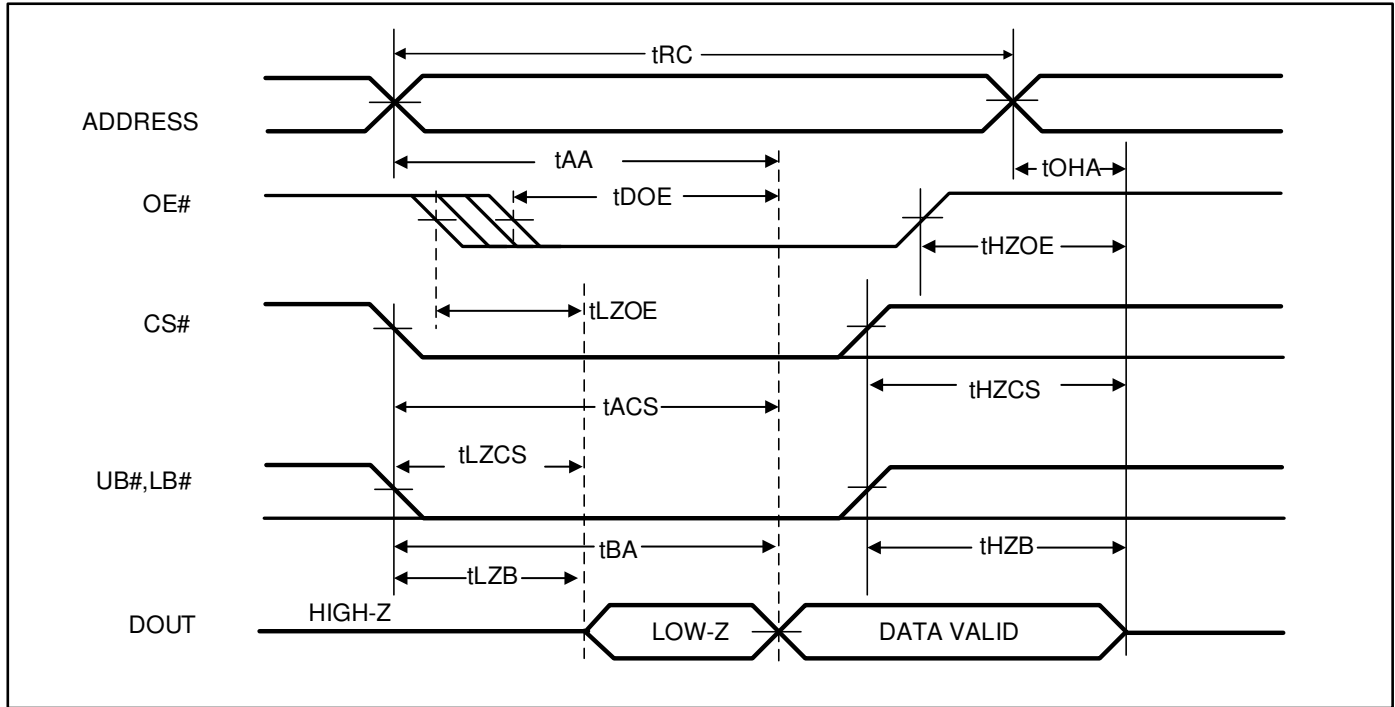 tRC
ADDRESS
tAA
tOHA
OE#
tDOE
tHZOE
tLZOE
CS#
tHZCS
tACS
tLZCS
UB#,LB#
tBA
tHZB
tLZB
HIGH-Z
DOUT
LOW-Z
DATA VALID